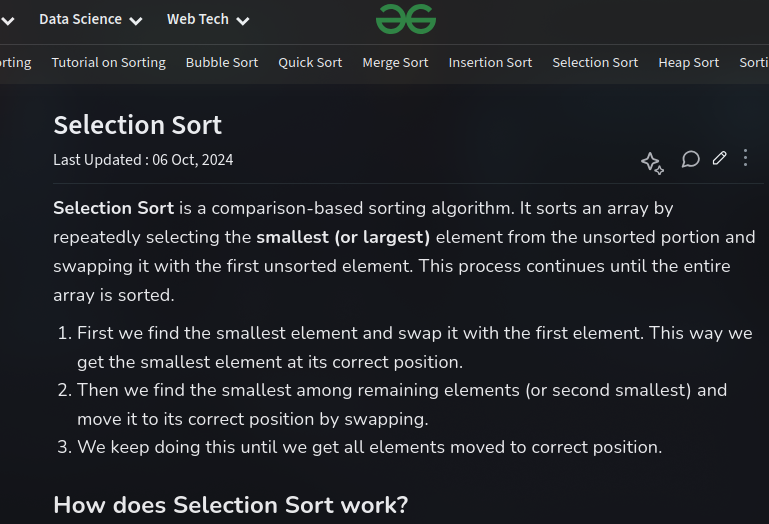 Data Science Web Tech
orting Tutorial on Sorting Bubble Sort Quick Sort Merge Sort Insertion Sort Selection Sort Heap Sort Sorti
Selection Sort
Last Updated : 06 Oct, 2024
Selection Sort is a comparison-based sorting algorithm. It sorts an array by
repeatedly selecting the smallest (or largest) element from the unsorted portion and
swapping it with the first unsorted element. This process continues until the entire
array is sorted.
1. First we find the smallest element and swap it with the first element. This way we
get the smallest element at its correct position.
2. Then we find the smallest among remaining elements (or second smallest) and
move it to its correct position by swapping.
3. We keep doing this until we get all elements moved to correct position.
How does Selection Sort work?